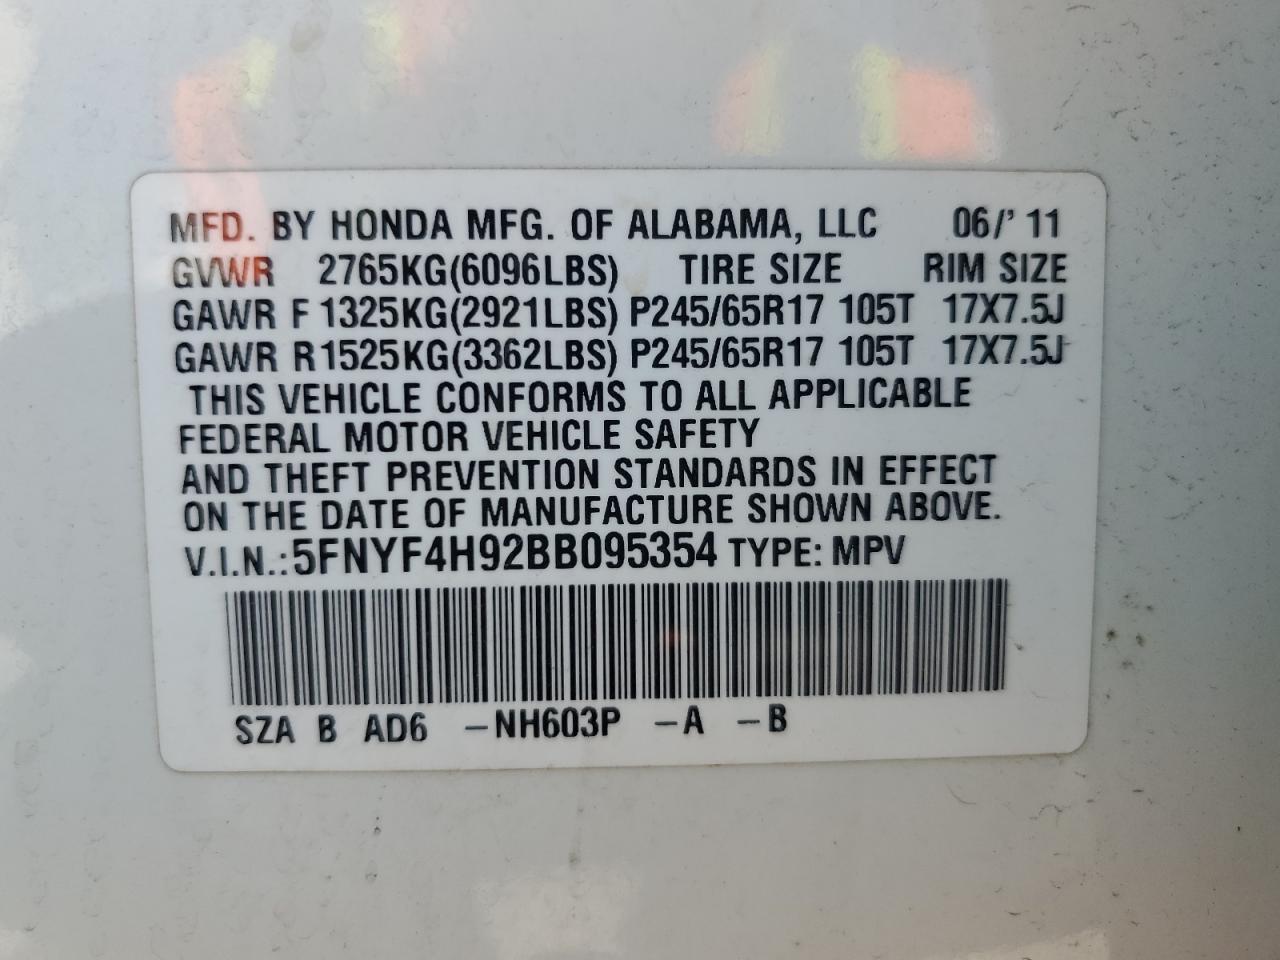 MFD. BY HONDA MFG. OF ALABAMA, LLC 06/' 11
GVWR 2765KG(6096LBS) TIRE SIZE RIM SIZE
GAWR F 1325KG(2921LBS) P245/65R17 105T 17X7.5J
GAWR R 1525KG(3362LBS) P245/65R17 105T 17X7.5J
THIS VEHICLE CONFORMS TO ALL APPLICABLE
FEDERAL MOTOR VEHICLE SAFETY
AND THEFT PREVENTION STANDARDS IN EFFECT
ON THE DATE OF MANUFACTURE SHOWN ABOVE.
V.I.N.: 5FNYF4H92BB095354 TYPE: MPV
SZA B AD6 -NH603P -A -B